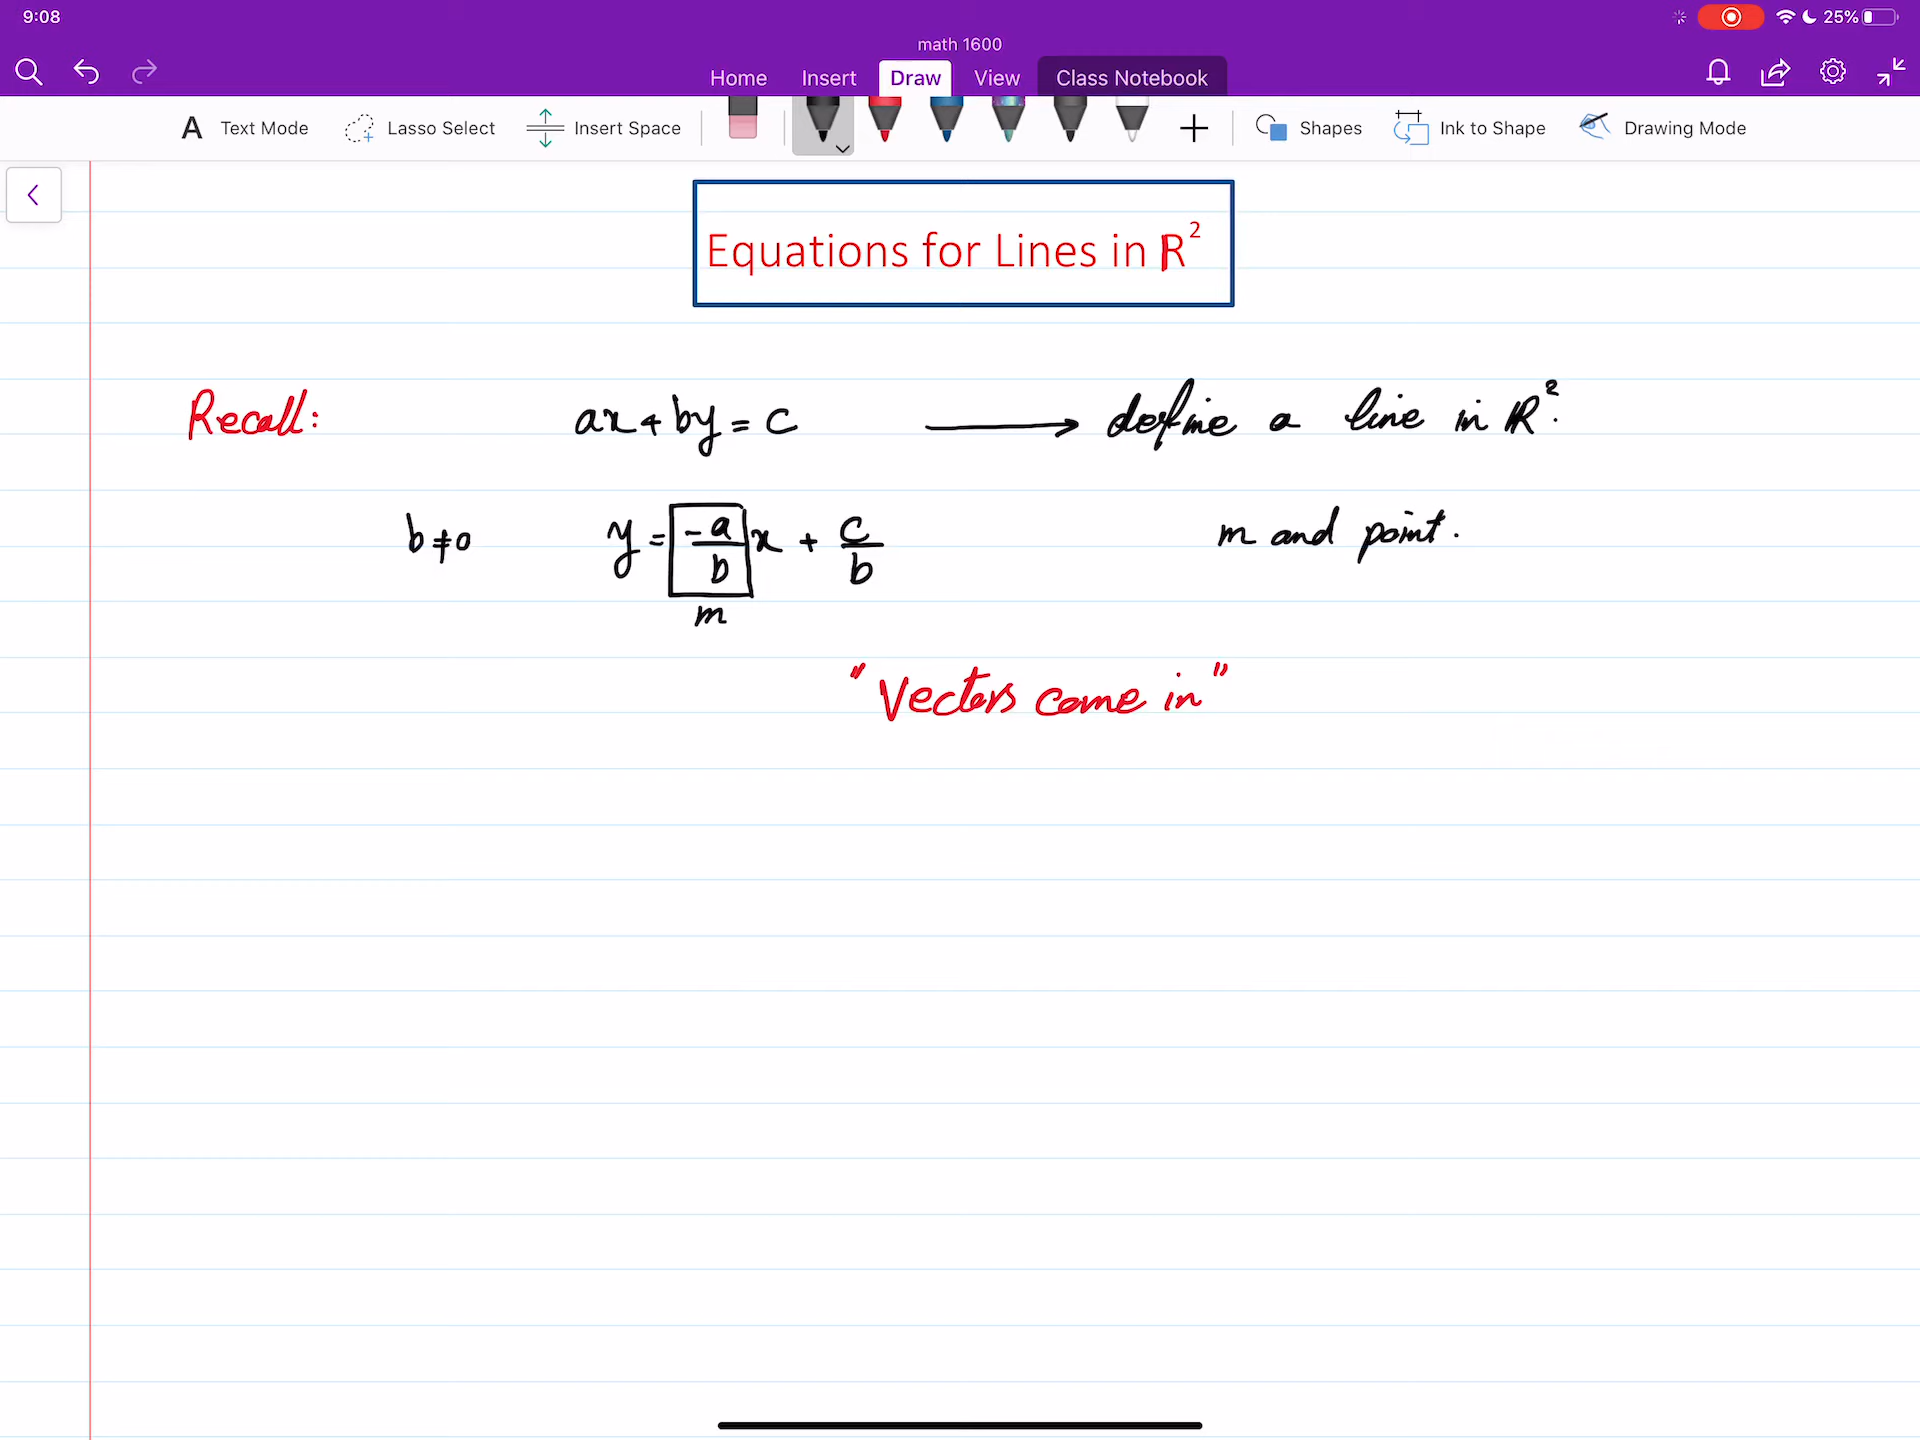 9:08
25%
math 1600
Home Insert Draw View Class Notebook
A Text Mode Lasso Select Insert Space Shapes Ink to Shape Drawing Mode
Equations for Lines in ℝ²
Recall: ax + by = c → define a line in ℝ².
b≠0 y = -a/b x + c/b m and point.
m
"Vectors come in"